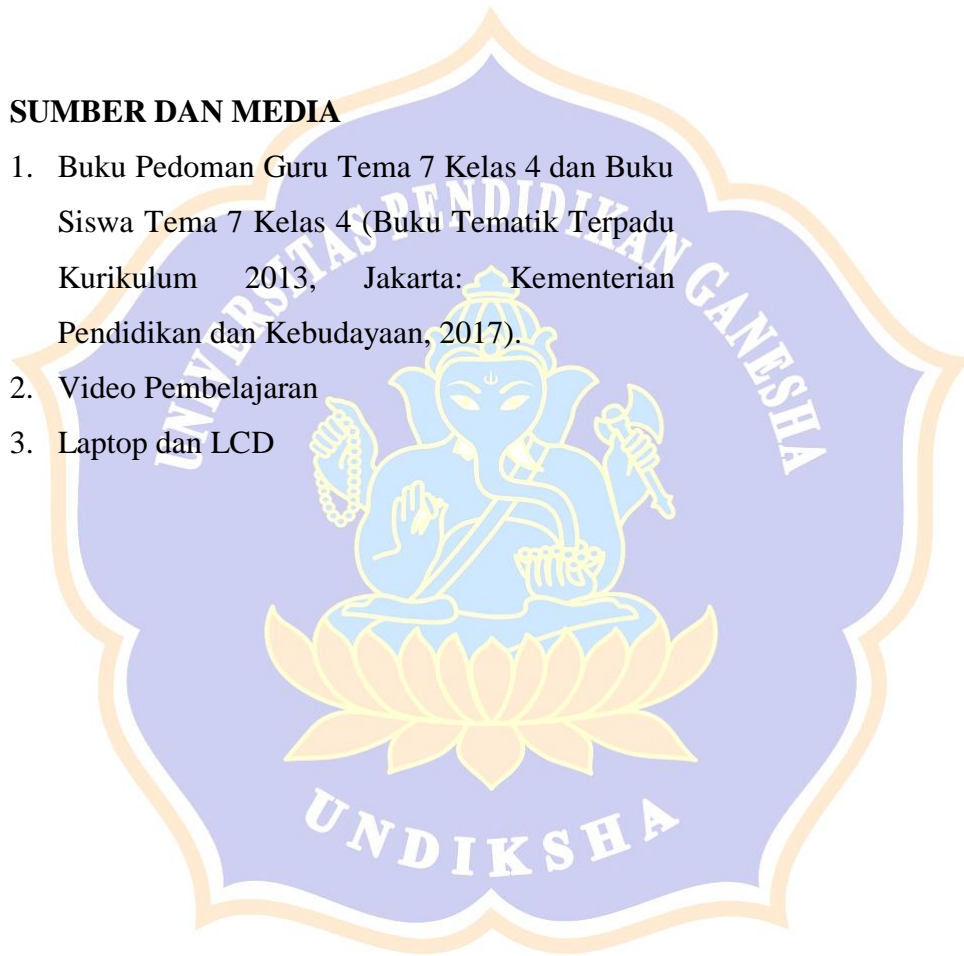 SUMBER DAN MEDIA
1. Buku Pedoman Guru Tema 7 Kelas 4 dan Buku
Siswa Tema 7 Kelas 4 (Buku Tematik Terpadu
Kurikulum 2013, Jakarta: Kementerian
Pendidikan dan Kebudayaan, 2017).
2. Video Pembelajaran
3. Laptop dan LCD
UNIVERSITAS PENDIDIKAN GANESHA
UNDIKSHA